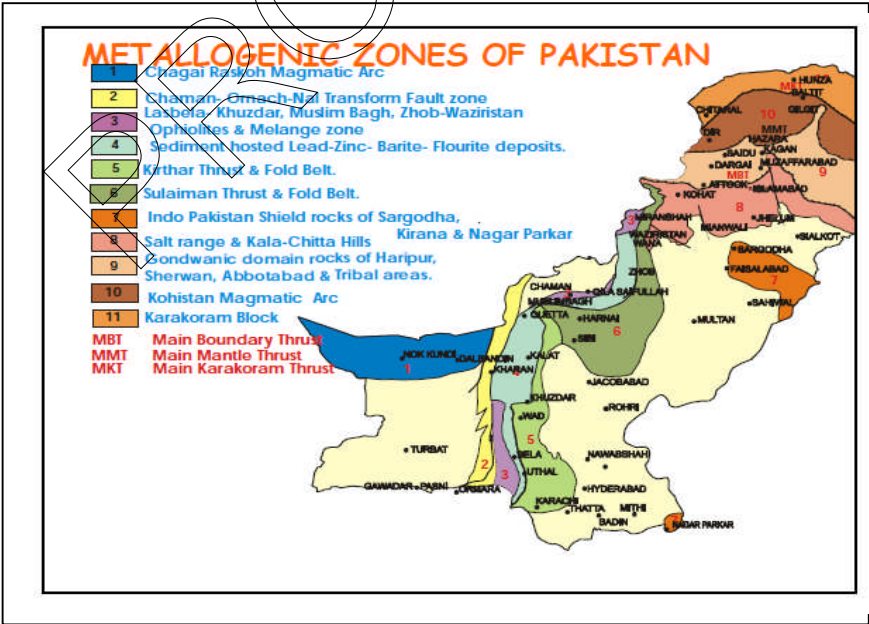 METALLOGENIC ZONES OF PAKISTAN
1 Chagai Raskoh Magmatic Arc
2 Chaman- Ornach-Nal Transform Fault zone
3 Lasbela- Khuzdar, Muslim Bagh, Zhob-Waziristan
Ophiolites & Melange zone
4 Sediment hosted Lead-Zinc- Barite- Flourite deposits.
5 Kirthar Thrust & Fold Belt.
6 Sulaiman Thrust & Fold Belt.
7 Indo Pakistan Shield rocks of Sargodha,
Kirana & Nagar Parkar
8 Salt range & Kala-Chitta Hills
9 Gondwanic domain rocks of Haripur,
Sherwan, Abbotabad & Tribal areas.
10 Kohistan Magmatic Arc
11 Karakoram Block
MBT Main Boundary Thrust
MMT Main Mantle Thrust
MKT Main Karakoram Thrust
HUNZA
BALTIT
CHITARAL
10
GILGIT
DIR
MMT
HAZARA
SAIDU
KAGAN
DARGAI
MUZAFFARABAD
MBT
9
ATTOCK
ISLAMABAD
KOHAT
8
3
MIRANSHAH
JHELUM
MIANWALI
WAZIRISTAN
SIALKOT
WANA
SARGODHA
ZHOB
FAISALABAD
7
CHAMAN
QILA SAIFULLAH
MUSLIMBAGH
SAHIWAL
QUETTA
HARNAI
MULTAN
6
SIBI
NOK KUNDI
DALBANDIN
KALAT
1
KHARAN
4
JACOBABAD
KHUZDAR
ROHRI
WAD
5
TURBAT
BELA
NAWABSHAH
2
3
UTHAL
GAWADAR
PASNI
ORMARA
HYDERABAD
KARACHI
THATTA
MITHI
BADIN
7
NAGAR PARKAR